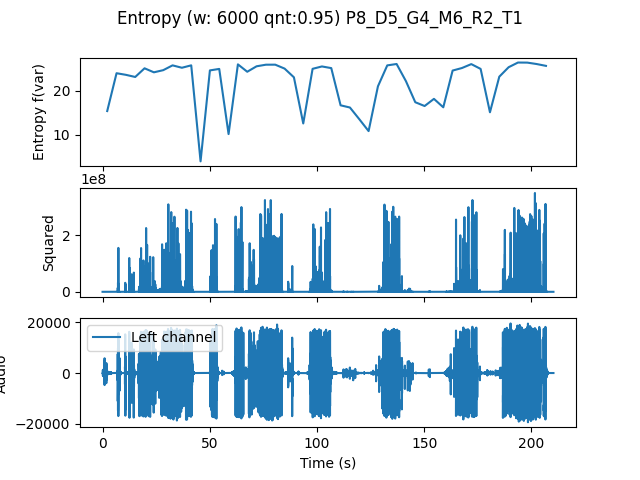 Entropy (w: 6000 qnt:0.95) P8_D5_G4_M6_R2_T1
Entropy f(var)
20
10
1e8
Squared
2
0
Audio
20000
0
−20000
Left channel
0
50
100
150
200
Time (s)